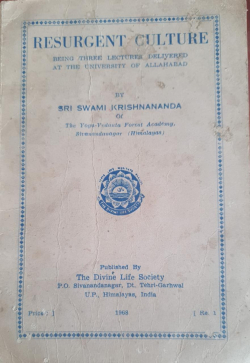 RESURGENT CULTURE
BEING THREE LECTURES DELIVERED
AT THE UNIVERSITY OF ALLAHABAD
BY
SRI SWAMI KRISHNANANDA
Of
The Yoga-Vedanta Forest Academy,
Sivanandanagar (Himalayas)
Published By
The Divine Life Society
P.O. Sivanandanagar, Dt. Tehri-Garhwal
U.P., Himalayas, India
Price ] [